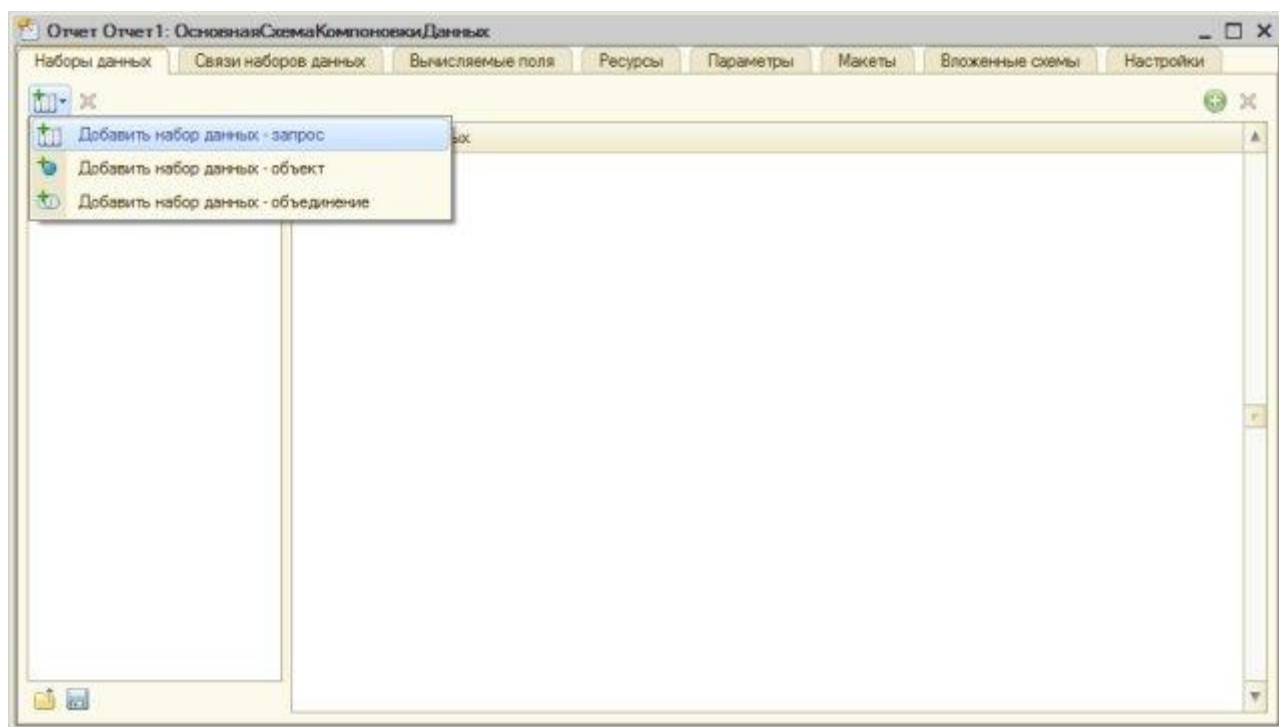 Отчет Отчет1: ОсновнаяСхемаКомпоновкиДанных
Наборы данных Связи наборов данных Вычисляемые поля Ресурсы Параметры Макеты Вложенные схемы Настройки
Добавить набор данных - запрос
Добавить набор данных - объект
Добавить набор данных - объединение